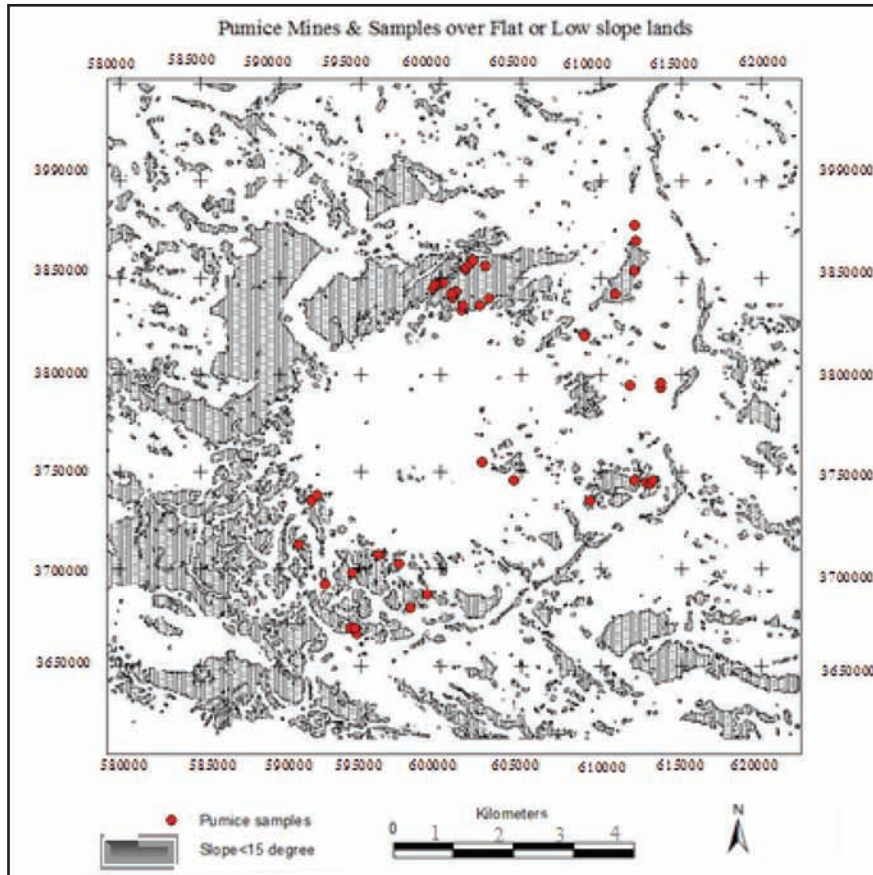 Pumice Mines & Samples over Flat or Low slope lands
580000 585000 590000 595000 600000 605000 610000 615000 620000
3990000 3990000
3850000 3850000
3800000 3800000
3750000 3750000
3700000 3700000
3650000 3650000
580000 585000 590000 595000 600000 605000 610000 615000 620000
Pumice samples
Slope<15 degree
Kilometers
0 1 2 3 4
N